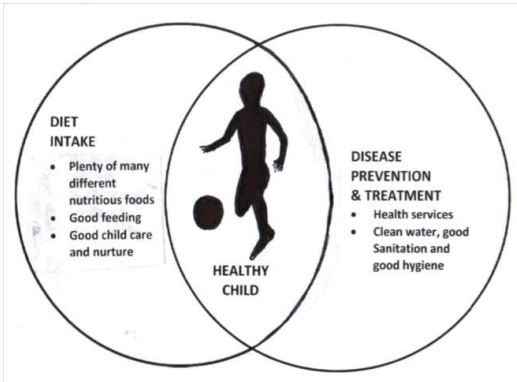 DIET
INTAKE
• Plenty of many
different
nutritious foods
• Good feeding
• Good child care
and nurture
HEALTHY
CHILD
DISEASE
PREVENTION
& TREATMENT
• Health services
• Clean water, good
Sanitation and
good hygiene